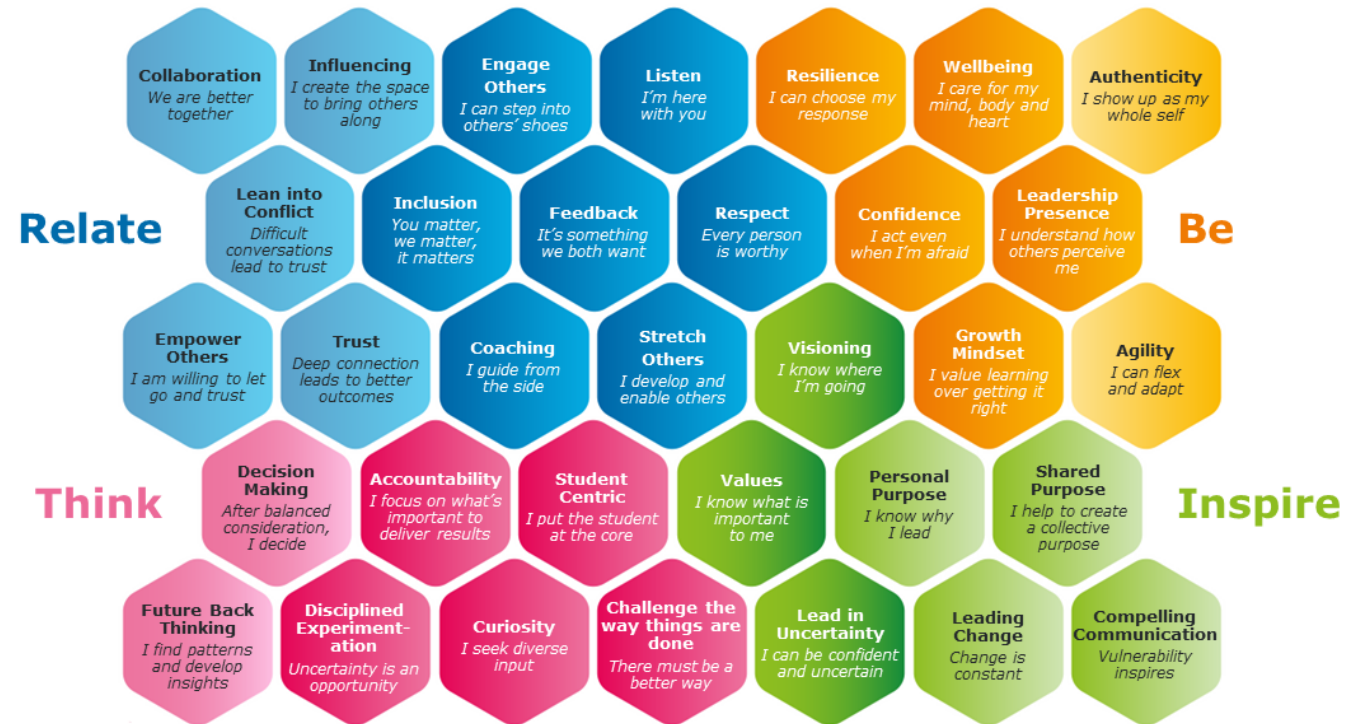 Collaboration
We are better
together
Influencing
I create the space
to bring others
along
Engage
Others
I can step into
others' shoes
Listen
I'm here
with you
Resilience
I can choose my
response
Wellbeing
I care for my
mind, body and
heart
Authenticity
I show up as my
whole self
Relate
Lean into
Conflict
Difficult
conversations
lead to trust
Inclusion
You matter,
we matter,
it matters
Feedback
It's something
we both want
Respect
Every person
is worthy
Confidence
I act even
when I'm afraid
Leadership
Presence
I understand how
others perceive
me
Be
Empower
Others
I am willing to let
go and trust
Trust
Deep connection
leads to better
outcomes
Coaching
I guide from
the side
Stretch
Others
I develop and
enable others
Visioning
I know where
I'm going
Growth
Mindset
I value learning
over getting it
right
Agility
I can flex
and adapt
Think
Decision
Making
After balanced
consideration,
I decide
Accountability
I focus on what's
important to
deliver results
Student
Centric
I put the student
at the core
Values
I know what is
important
to me
Personal
Purpose
I know why
I lead
Shared
Purpose
I help to create
a collective
purpose
Inspire
Future Back
Thinking
I find patterns
and develop
insights
Disciplined
Experiment-
ation
Uncertainty is an
opportunity
Curiosity
I seek diverse
input
Challenge the
way things are
done
There must be a
better way
Lead in
Uncertainty
I can be confident
and uncertain
Leading
Change
Change is
constant
Compelling
Communication
Vulnerability
inspires